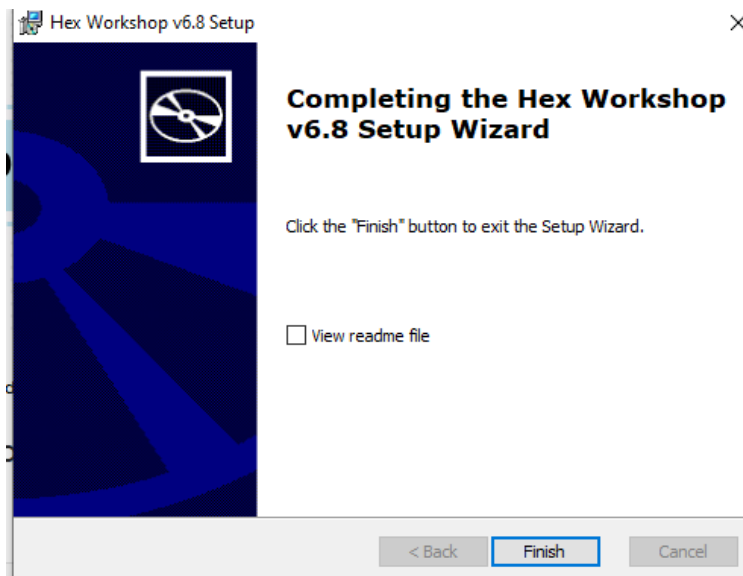 Hex Workshop v6.8 Setup
Completing the Hex Workshop
v6.8 Setup Wizard
Click the "Finish" button to exit the Setup Wizard.
View readme file
< Back
Finish
Cancel